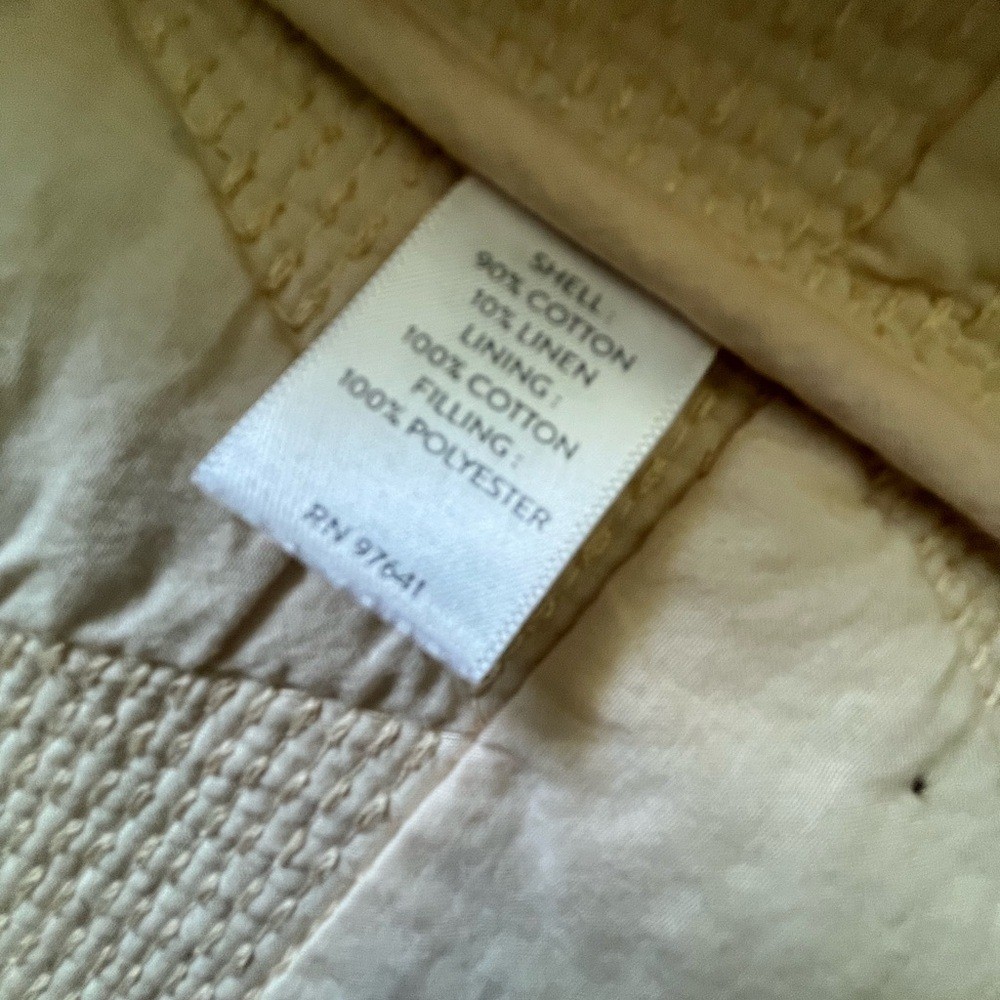 SHELL:
90% COTTON
10% LINEN
LINING:
100% COTTON
FILLING:
100% POLYESTER
RN 97641